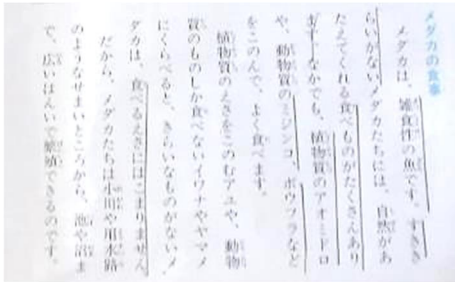 メダカの食事
メダカは、雑食性の魚です。すきき
らいがないメダカたちには、自然があ
たえてくれる食べものがたくさんあり
ます。なかでも、植物質のアオミドロ
や、動物質のミジンコ、ボウフラなど
をこのんで、よく食べます。
植物質のえさをこのむアユや、動物
質のものしか食べないイワナやヤマメ
にくらべると、きらいなものがないメ
ダカは、食べるえさにはこまりません。
だから、メダカたちは小川や用水路
のようなせまいところから、池や沼ま
で、広いはんいで繁殖できるのです。